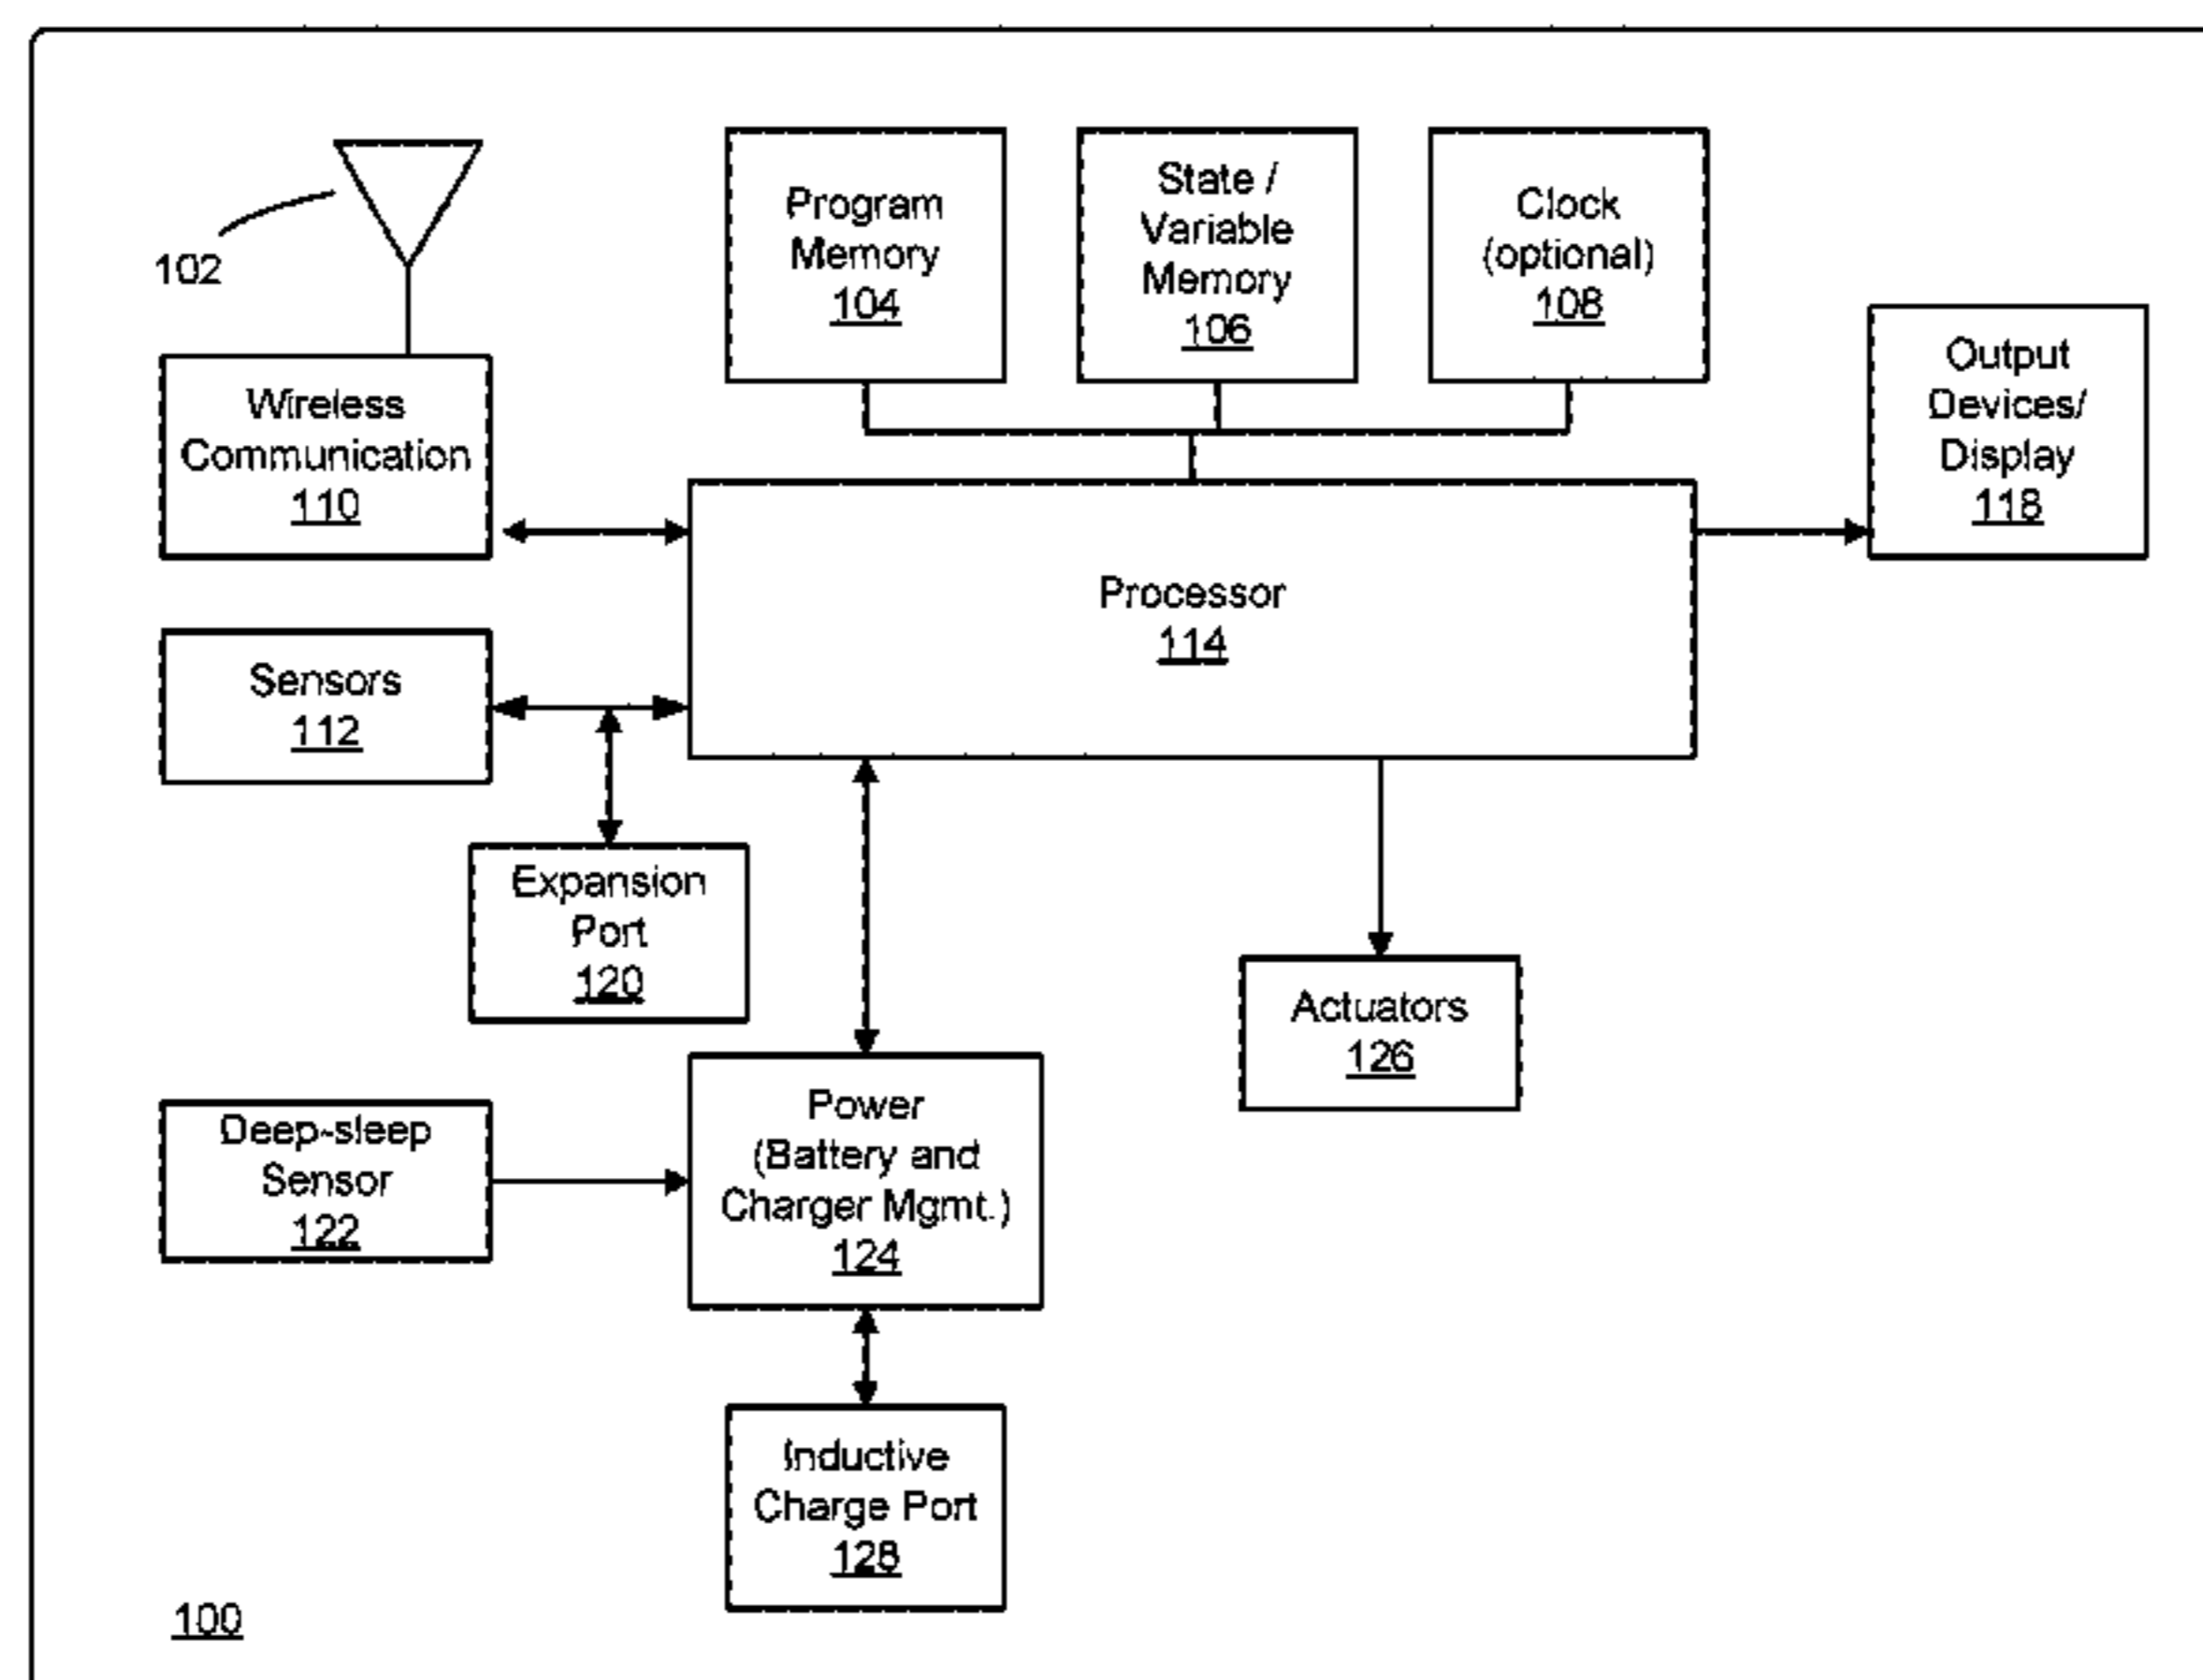 102
Program
Memory
104
State /
Variable
Memory
106
Clock
(optional)
108
Wireless
Communication
110
Output
Devices/
Display
118
Processor
114
Sensors
112
Expansion
Port
120
Actuators
126
Deep-sleep
Sensor
122
Power
(Battery and
Charger Mgmt.)
124
Inductive
Charge Port
128
100